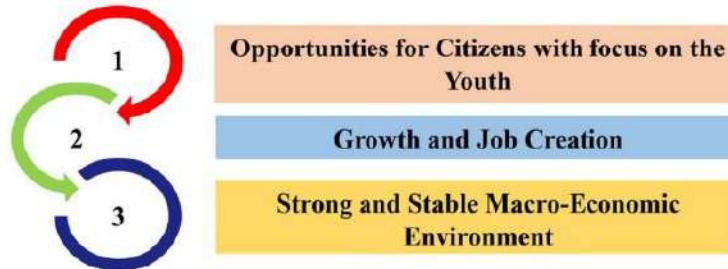 1
Opportunities for Citizens with focus on the
Youth
2
Growth and Job Creation
3
Strong and Stable Macro-Economic
Environment